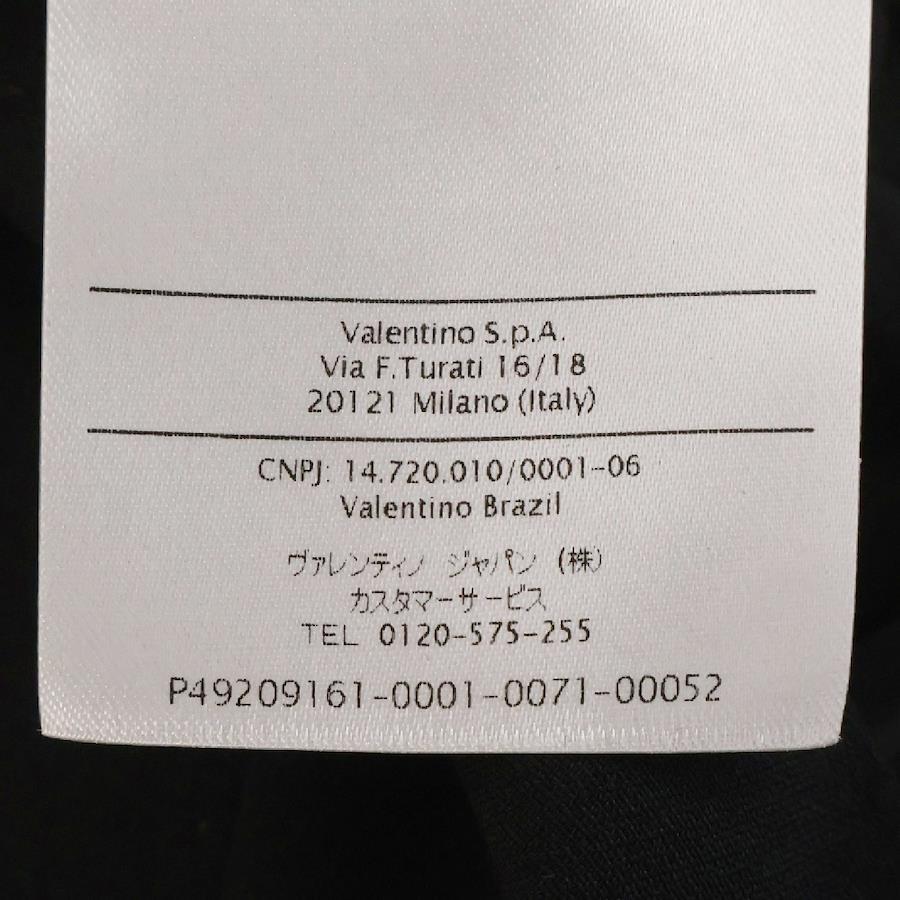 Valentino S.p.A.
Via F.Turati 16/18
20121 Milano (Italy)
CNPJ: 14.720.010/0001-06
Valentino Brazil
ヴァレンティノ ジャパン (株)
カスタマーサービス
TEL 0120-575-255
P49209161-0001-0071-00052